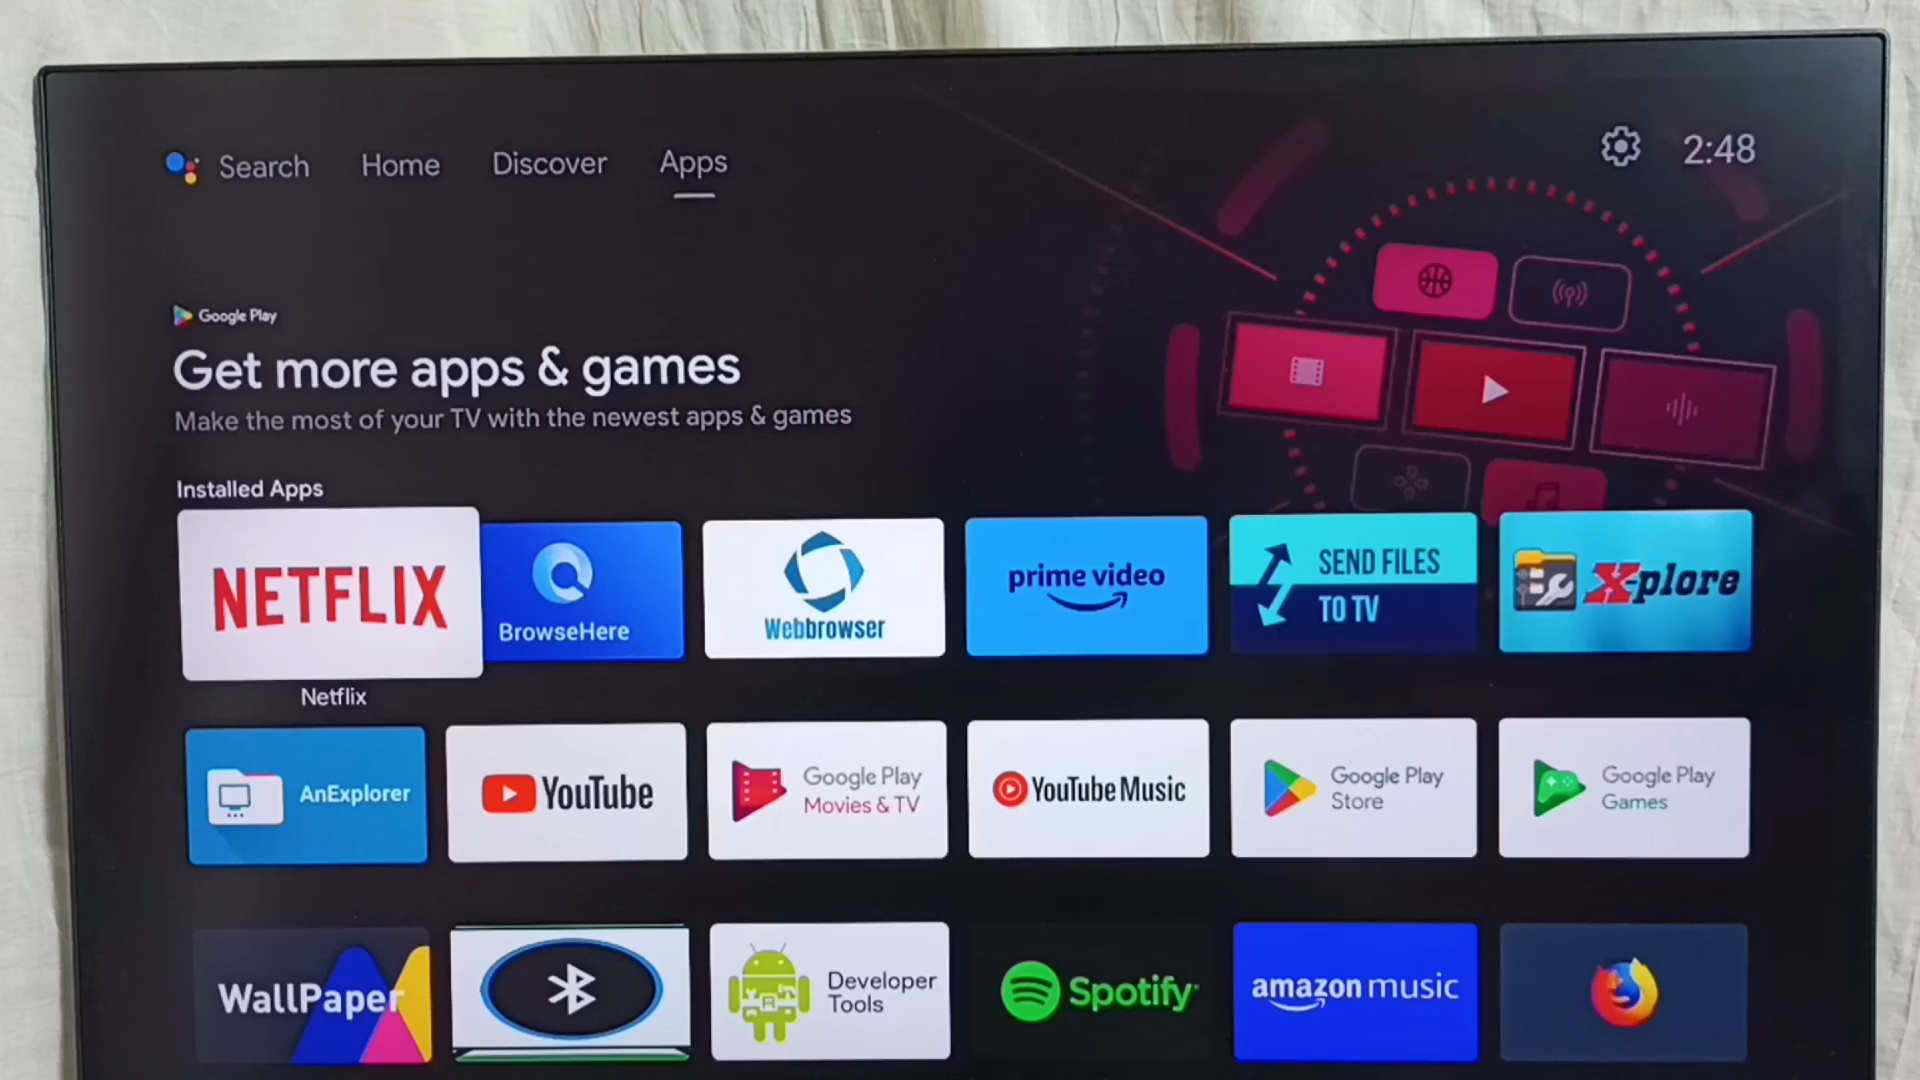 Search Home Discover Apps
2:48
Google Play
Get more apps & games
Make the most of your TV with the newest apps & games
Installed Apps
NETFLIX
BrowseHere
Webbrowser
prime video
SEND FILES
TO TV
X-plore
Netflix
AnExplorer
YouTube
Google Play
Movies & TV
YouTube Music
Google Play
Store
Google Play
Games
WallPaper
Developer
Tools
Spotify
amazon music